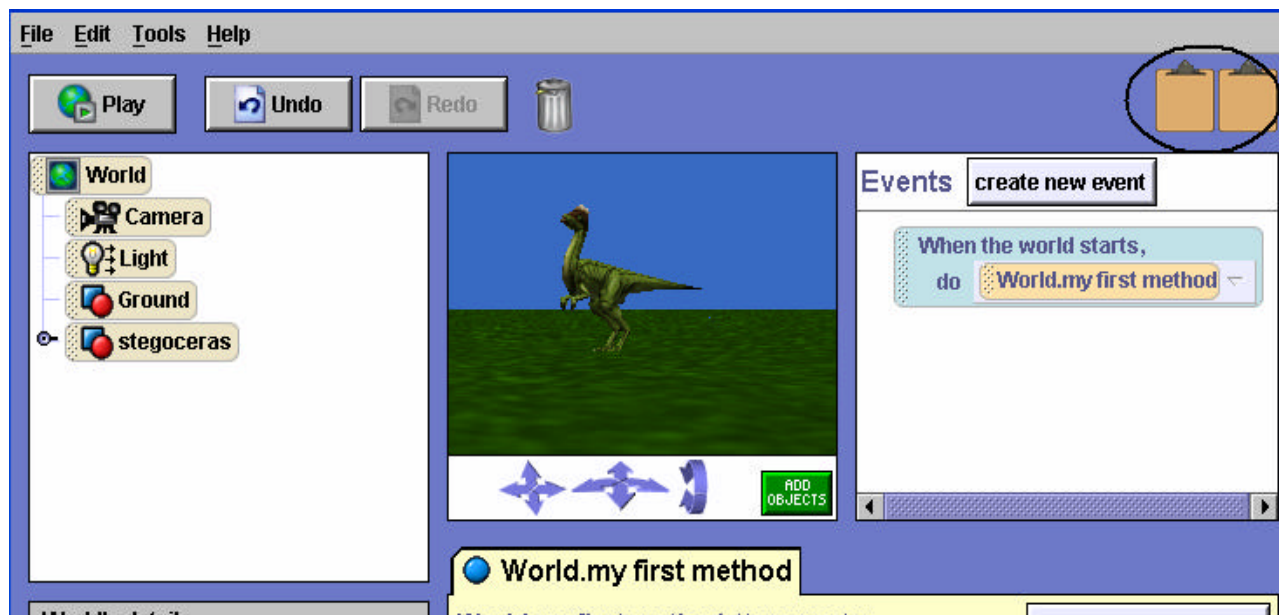 File Edit Tools Help
Play Undo Redo
World
Camera
Light
Ground
stegoceras
ADD
OBJECTS
Events create new event
When the world starts,
do World.my first method
World.my first method